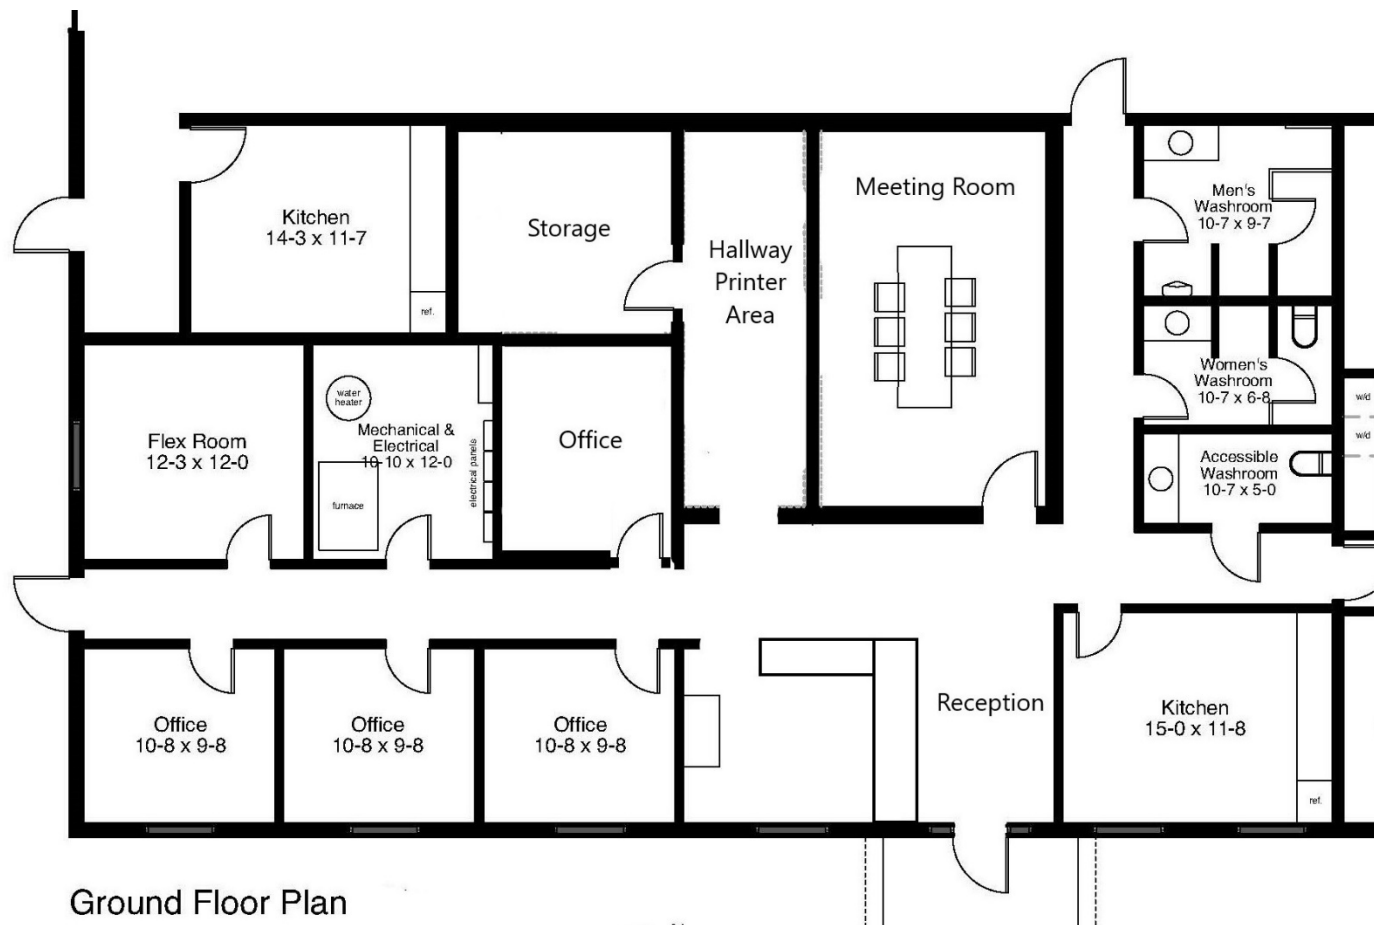 Kitchen
14-3 x 11-7
ref.
Storage
Hallway
Printer
Area
Meeting Room
Men's
Washroom
10-7 x 9-7
Women's
Washroom
10-7 x 6-8
Accessible
Washroom
10-7 x 5-0
w/d
w/d
Flex Room
12-3 x 12-0
water
heater
Mechanical &
Electrical
10-10 x 12-0
furnace
electrical panels
Office
Office
10-8 x 9-8
Office
10-8 x 9-8
Office
10-8 x 9-8
Reception
Kitchen
15-0 x 11-8
ref.
Ground Floor Plan